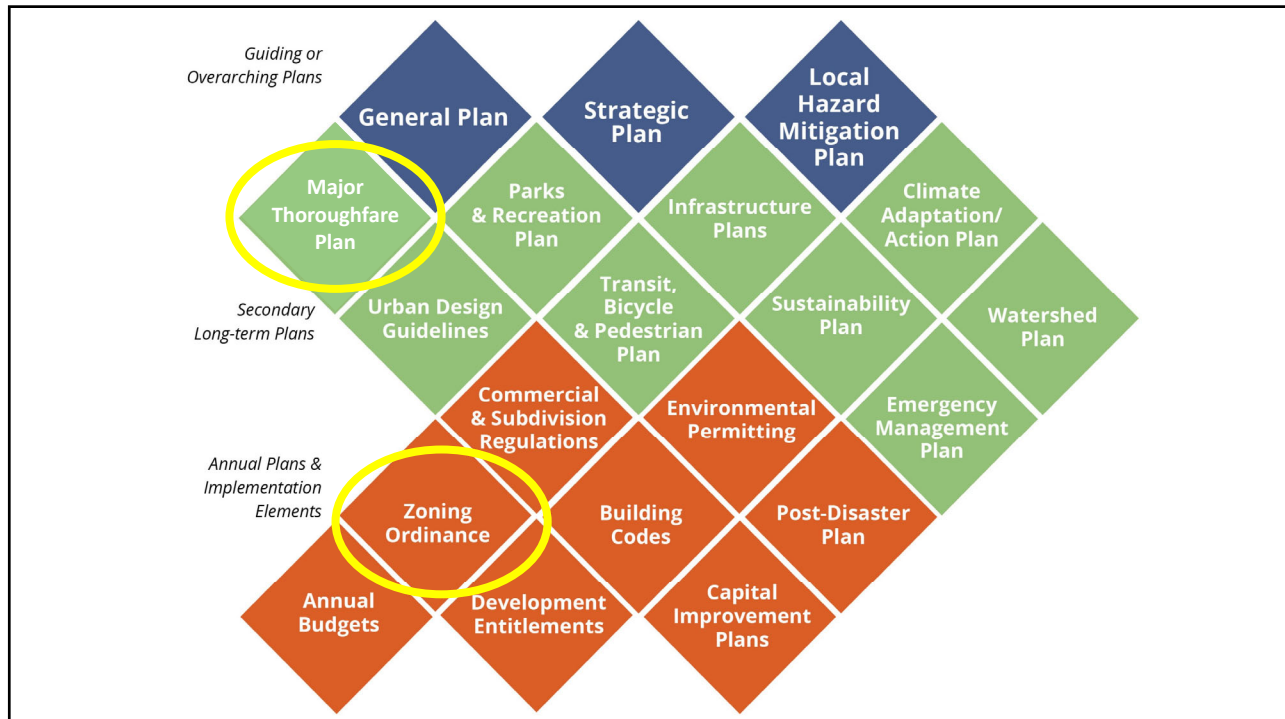 Guiding or
Overarching Plans
General Plan
Strategic
Plan
Local
Hazard
Mitigation
Plan
Major
Thoroughfare
Plan
Parks
& Recreation
Plan
Infrastructure
Plans
Climate
Adaptation/
Action Plan
Secondary
Long-term Plans
Urban Design
Guidelines
Transit,
Bicycle
& Pedestrian
Plan
Sustainability
Plan
Watershed
Plan
Commercial
& Subdivision
Regulations
Environmental
Permitting
Emergency
Management
Plan
Annual Plans &
Implementation
Elements
Zoning
Ordinance
Building
Codes
Post-Disaster
Plan
Annual
Budgets
Development
Entitlements
Capital
Improvement
Plans